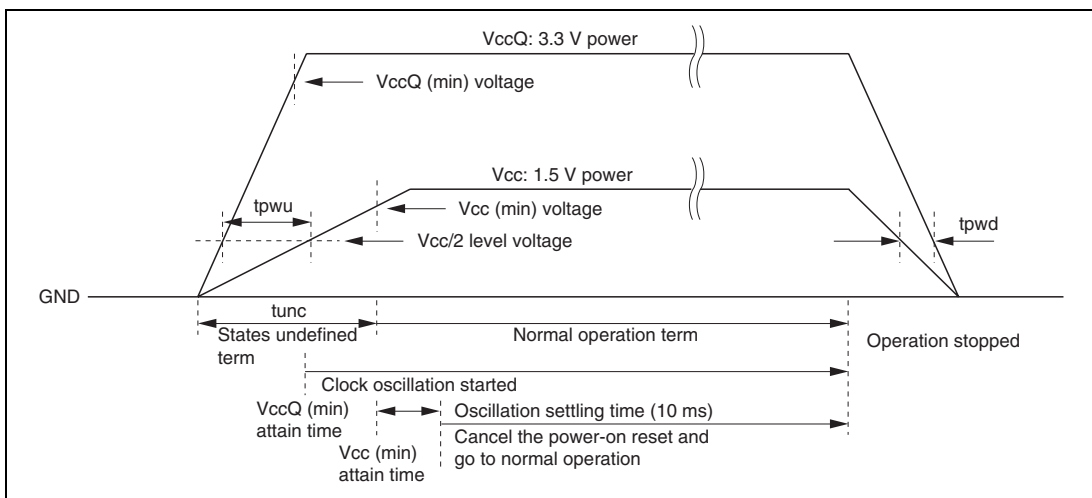 VccQ: 3.3 V power
VccQ (min) voltage
Vcc: 1.5 V power
tpwu
Vcc (min) voltage
tpwd
Vcc/2 level voltage
GND
tunc
States undefined
term
Normal operation term
Operation stopped
Clock oscillation started
VccQ (min)
attain time
Oscillation settling time (10 ms)
Cancel the power-on reset and
go to normal operation
Vcc (min)
attain time